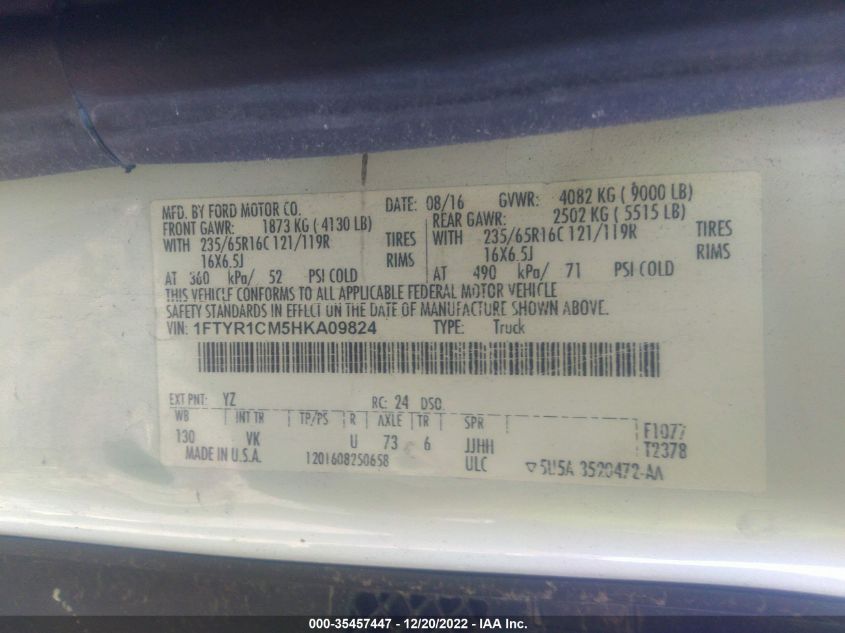 MFD. BY FORD MOTOR CO. DATE: 08/16 GVWR: 4082 KG ( 9000 LB)
FRONT GAWR: 1873 KG ( 4130 LB) REAR GAWR: 2502 KG ( 5515 LB)
WITH 235/65R16C 121/119R TIRES WITH 235/65R16C 121/119R TIRES
16X6.5J RIMS 16X6.5J RIMS
AT 360 kPa/ 52 PSI COLD AT 490 kPa/ 71 PSI COLD
THIS VEHICLE CONFORMS TO ALL APPLICABLE FEDERAL MOTOR VEHICLE
SAFETY STANDARDS IN EFFECT ON THE DATE OF MANUFACTURE SHOWN ABOVE.
VIN: 1FTYR1CM5HKA09824 TYPE: Truck
EXT PNT: YZ RC: 24 DSO:
WB INT TR TP/PS R AXLE TR SPR
130 VK U 73 6 JJHH F1077
MADE IN U.S.A. 1201608250658 ULC T2378
5U5A 3520472-AA
000-35457447 - 12/20/2022 - IAA Inc.